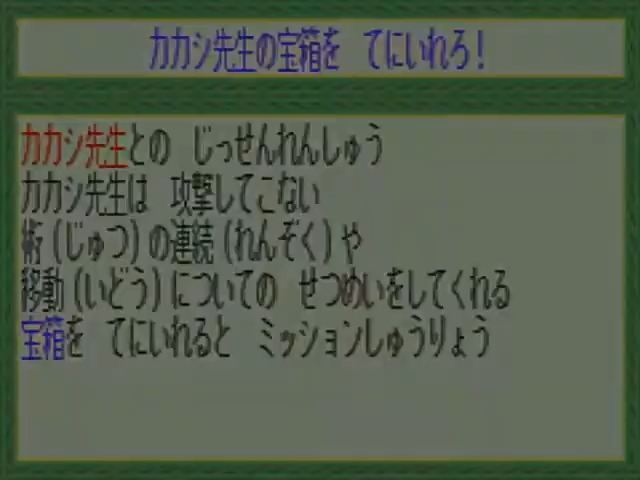 カカシ先生の宝箱を てにいれろ!
カカシ先生との じっせんれんしゅう
カカシ先生は 攻撃してこない
術(じゅつ)の連続(れんぞく)や
移動(いどう)についての せつめいをしてくれる
宝箱を てにいれると ミッションしゅうりょう